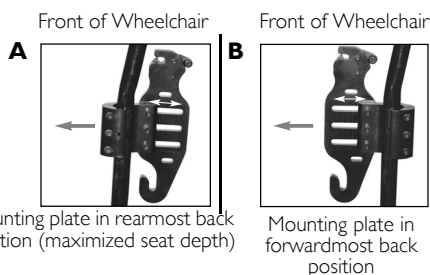 Front of Wheelchair
A
unting plate in rearmost back
tion (maximized seat depth)
Front of Wheelchair
B
Mounting plate in
forwardmost back
position